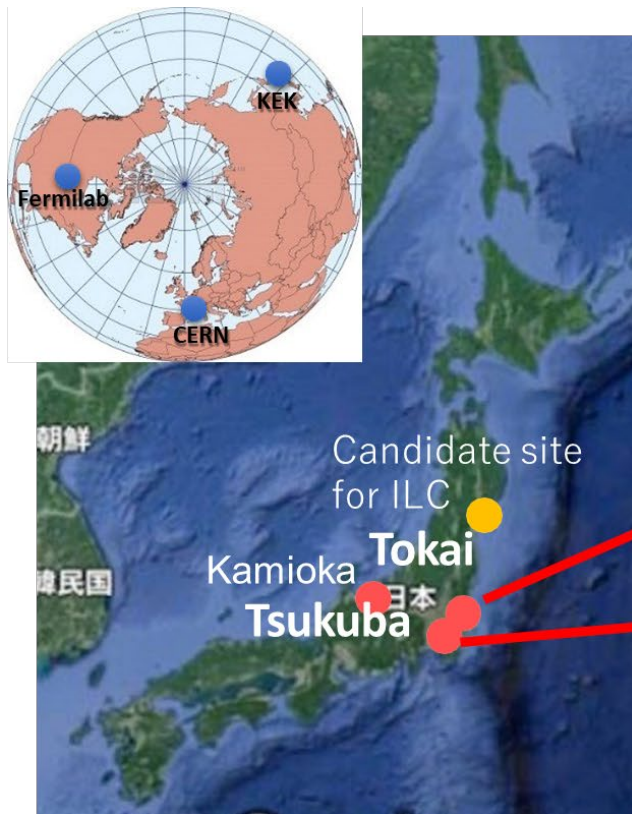 KEK
Fermilab
CERN
朝鮮
Candidate site
for ILC
Tokai
Kamioka
韓民国
日本
Tsukuba